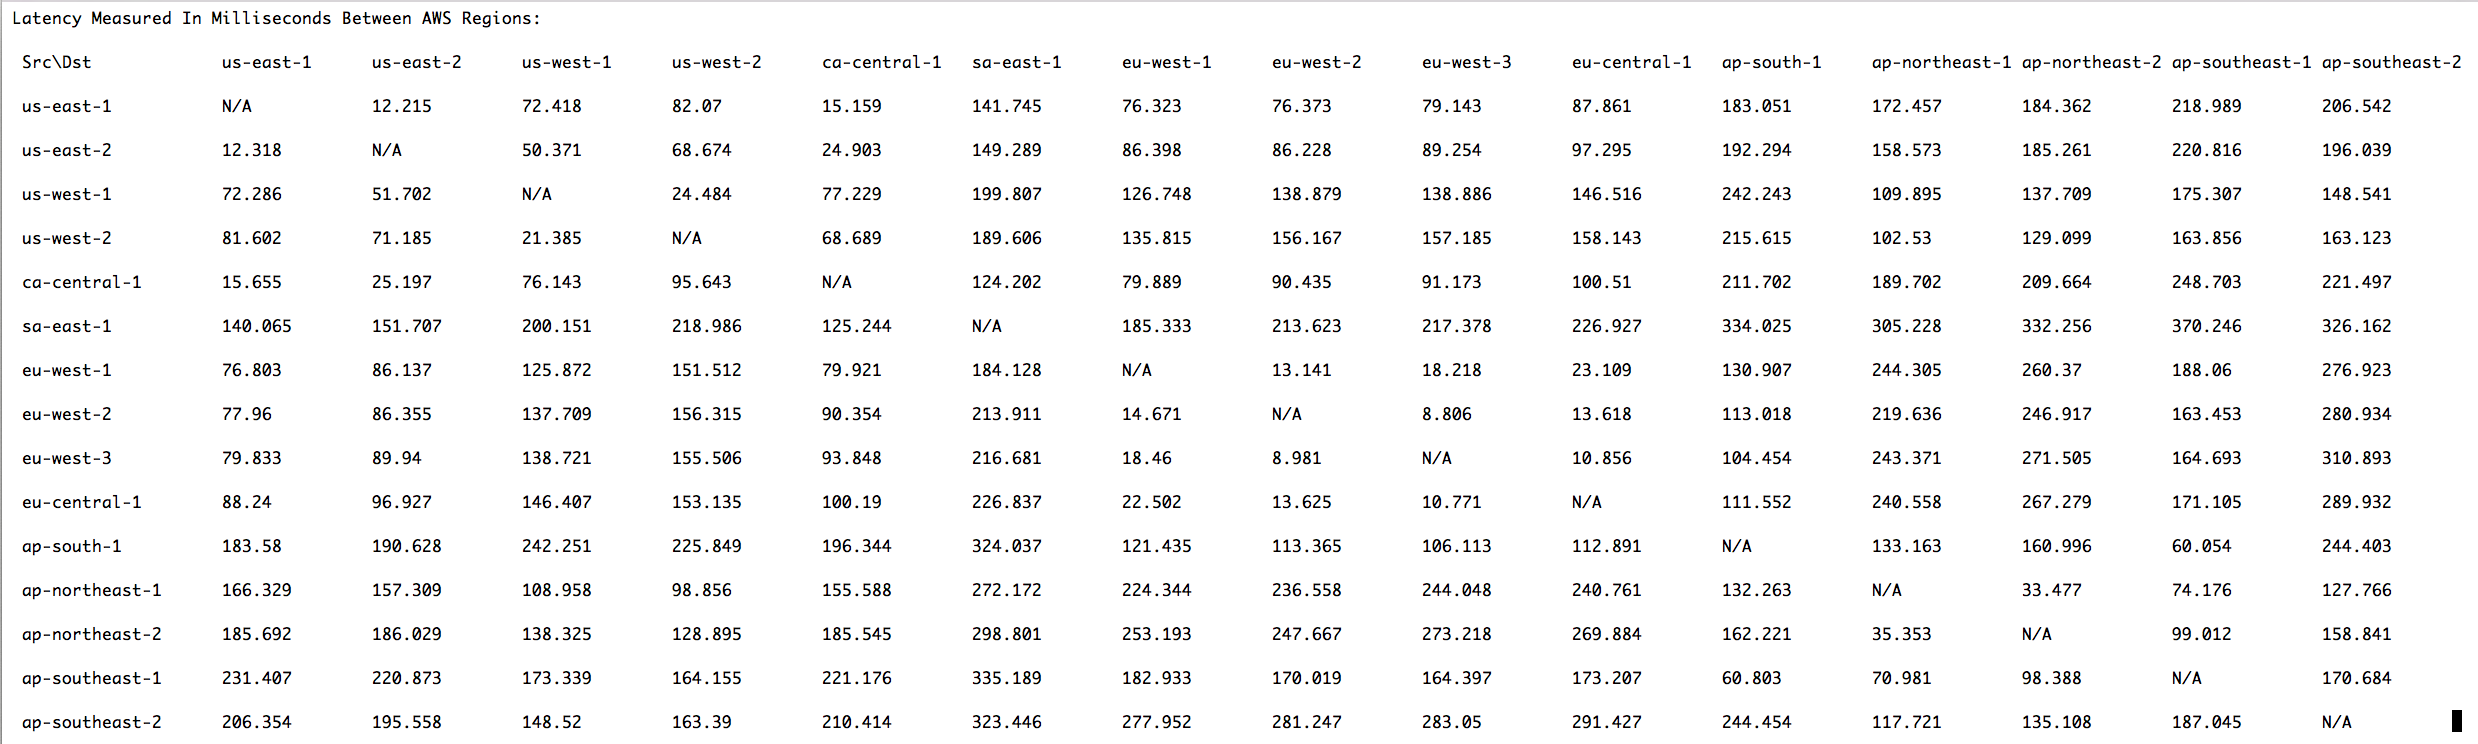 Latency Measured In Milliseconds Between AWS Regions:
Src\Dst us-east-1 us-east-2 us-west-1 us-west-2 ca-central-1 sa-east-1 eu-west-1 eu-west-2 eu-west-3 eu-central-1 ap-south-1 ap-northeast-1 ap-northeast-2 ap-southeast-1 ap-southeast-2
us-east-1 N/A 12.215 72.418 82.07 15.159 141.745 76.323 76.373 79.143 87.861 183.051 172.457 184.362 218.989 206.542
us-east-2 12.318 N/A 50.371 68.674 24.903 149.289 86.398 86.228 89.254 97.295 192.294 158.573 185.261 220.816 196.039
us-west-1 72.286 51.702 N/A 24.484 77.229 199.807 126.748 138.879 138.886 146.516 242.243 109.895 137.709 175.307 148.541
us-west-2 81.602 71.185 21.385 N/A 68.689 189.606 135.815 156.167 157.185 158.143 215.615 102.53 129.099 163.856 163.123
ca-central-1 15.655 25.197 76.143 95.643 N/A 124.202 79.889 90.435 91.173 100.51 211.702 189.702 209.664 248.703 221.497
sa-east-1 140.065 151.707 200.151 218.986 125.244 N/A 185.333 213.623 217.378 226.927 334.025 305.228 332.256 370.246 326.162
eu-west-1 76.803 86.137 125.872 151.512 79.921 184.128 N/A 13.141 18.218 23.109 130.907 244.305 260.37 188.06 276.923
eu-west-2 77.96 86.355 137.709 156.315 90.354 213.911 14.671 N/A 8.806 13.618 113.018 219.636 246.917 163.453 280.934
eu-west-3 79.833 89.94 138.721 155.506 93.848 216.681 18.46 8.981 N/A 10.856 104.454 243.371 271.505 164.693 310.893
eu-central-1 88.24 96.927 146.407 153.135 100.19 226.837 22.502 13.625 10.771 N/A 111.552 240.558 267.279 171.105 289.932
ap-south-1 183.58 190.628 242.251 225.849 196.344 324.037 121.435 113.365 106.113 112.891 N/A 133.163 160.996 60.054 244.403
ap-northeast-1 166.329 157.309 108.958 98.856 155.588 272.172 224.344 236.558 244.048 240.761 132.263 N/A 33.477 74.176 127.766
ap-northeast-2 185.692 186.029 138.325 128.895 185.545 298.801 253.193 247.667 273.218 269.884 162.221 35.353 N/A 99.012 158.841
ap-southeast-1 231.407 220.873 173.339 164.155 221.176 335.189 182.933 170.019 164.397 173.207 60.803 70.981 98.388 N/A 170.684
ap-southeast-2 206.354 195.558 148.52 163.39 210.414 323.446 277.952 281.247 283.05 291.427 244.454 117.721 135.108 187.045 N/A